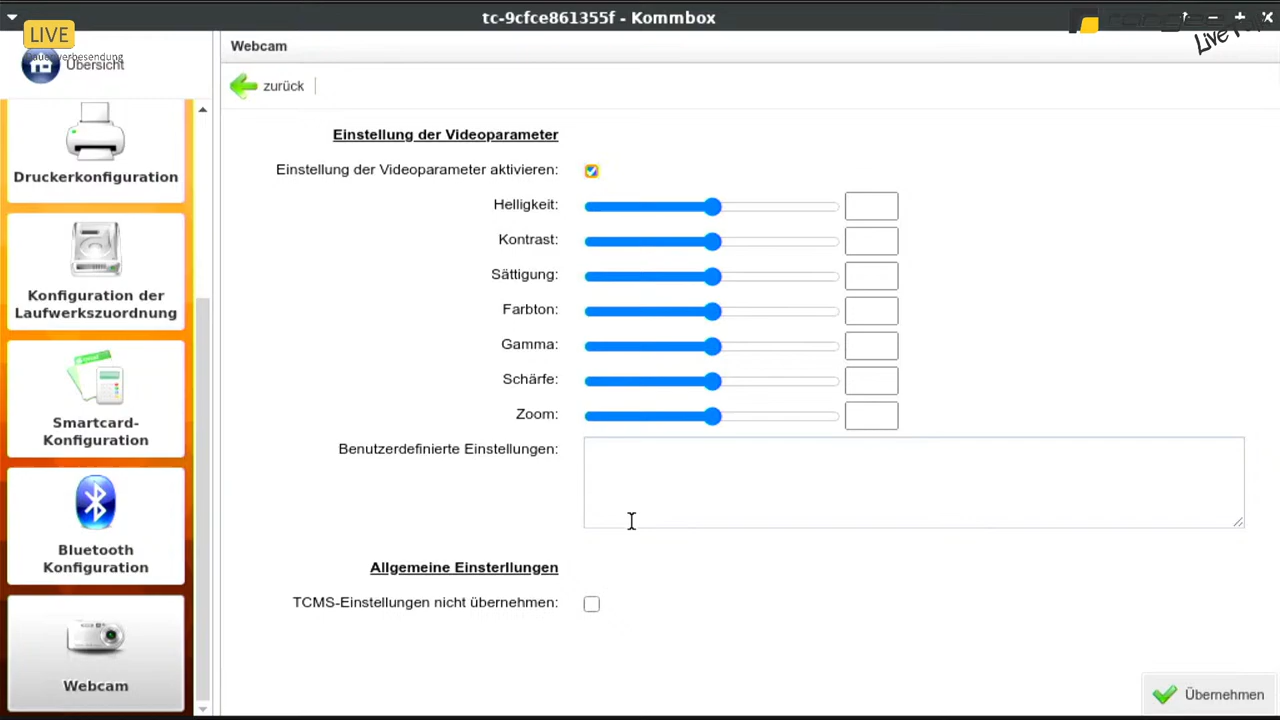 tc-9cfce861355f - Kommbox
LIVE
Übersicht
Webcam
zurück
Druckerkonfiguration
Konfiguration der
Laufwerkszuordnung
Smartcard-
Konfiguration
Bluetooth
Konfiguration
Webcam
Einstellung der Videoparameter
Einstellung der Videoparameter aktivieren:
Helligkeit:
Kontrast:
Sättigung:
Farbton:
Gamma:
Schärfe:
Zoom:
Benutzerdefinierte Einstellungen:
Allgemeine Einsterllungen
TCMS-Einstellungen nicht übernehmen:
Übernehmen